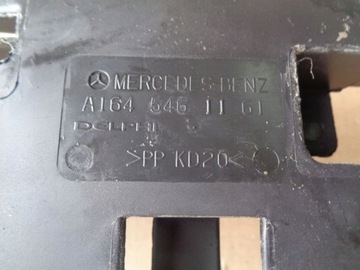 MERCEDES-BENZ
A164 546 11 61
DELPHI
>PP KD20<